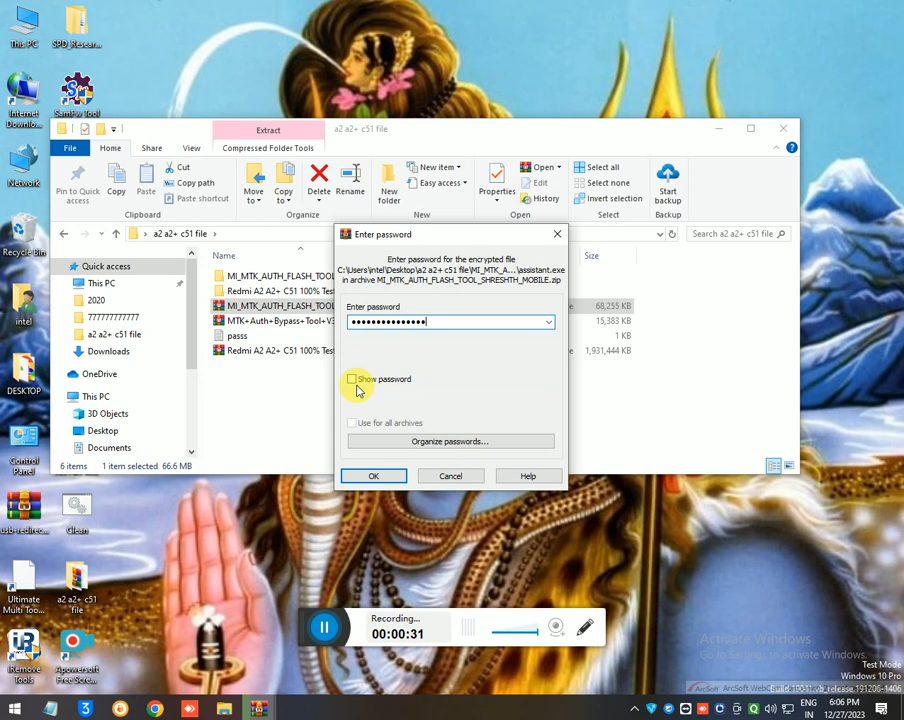 This PC
SPD_Resear...
Internet
Downlo...
SamFw Tool
Network
Recycle Bin
intel
DESKTOP
Control
Panel
usb-redirec...
Clean
Ultimate
Multi Too...
a2 a2+ c51
file
iRemove
Tools
Apowersoft
Free Scre...
Extract
a2 a2+ c51 file
File
Home
Share
View
Compressed Folder Tools
Pin to Quick
access
Copy
Paste
Cut
Copy path
Paste shortcut
Clipboard
Move
to
Copy
to
Delete
Rename
Organize
New
folder
New item
Easy access
New
Properties
Open
Edit
History
Open
Select all
Select none
Invert selection
Select
Start
backup
Backup
a2 a2+ c51 file
Search a2 a2+ c51 file
Quick access
This PC
2020
777777777777
a2 a2+ c51 file
Downloads
OneDrive
This PC
3D Objects
Desktop
Documents
Name
Size
MI_MTK_AUTH_FLASH_TOOL
Redmi A2 A2+ C51 100% Test
MI_MTK_AUTH_FLASH_TOOL
68,255 KB
MTK+Auth+Bypass+Tool+V3
15,383 KB
passs
1 KB
Redmi A2 A2+ C51 100% Test
1,931,444 KB
6 items
1 item selected
66.6 MB
Enter password
Enter password for the encrypted file
C:\Users\intel\Desktop\a2 a2+ c51 file\MI_MTK_A...\assistant.exe
in archive MI_MTK_AUTH_FLASH_TOOL_SHRESHTH_MOBILE.zip
Enter password
Show password
Use for all archives
Organize passwords...
OK
Cancel
Help
Recording...
00:00:31
Activate Windows
Go to Settings to activate Windows.
Test Mode
Windows 10 Pro
ArcSoft
ENG
IN
6:06 PM
12/27/2023